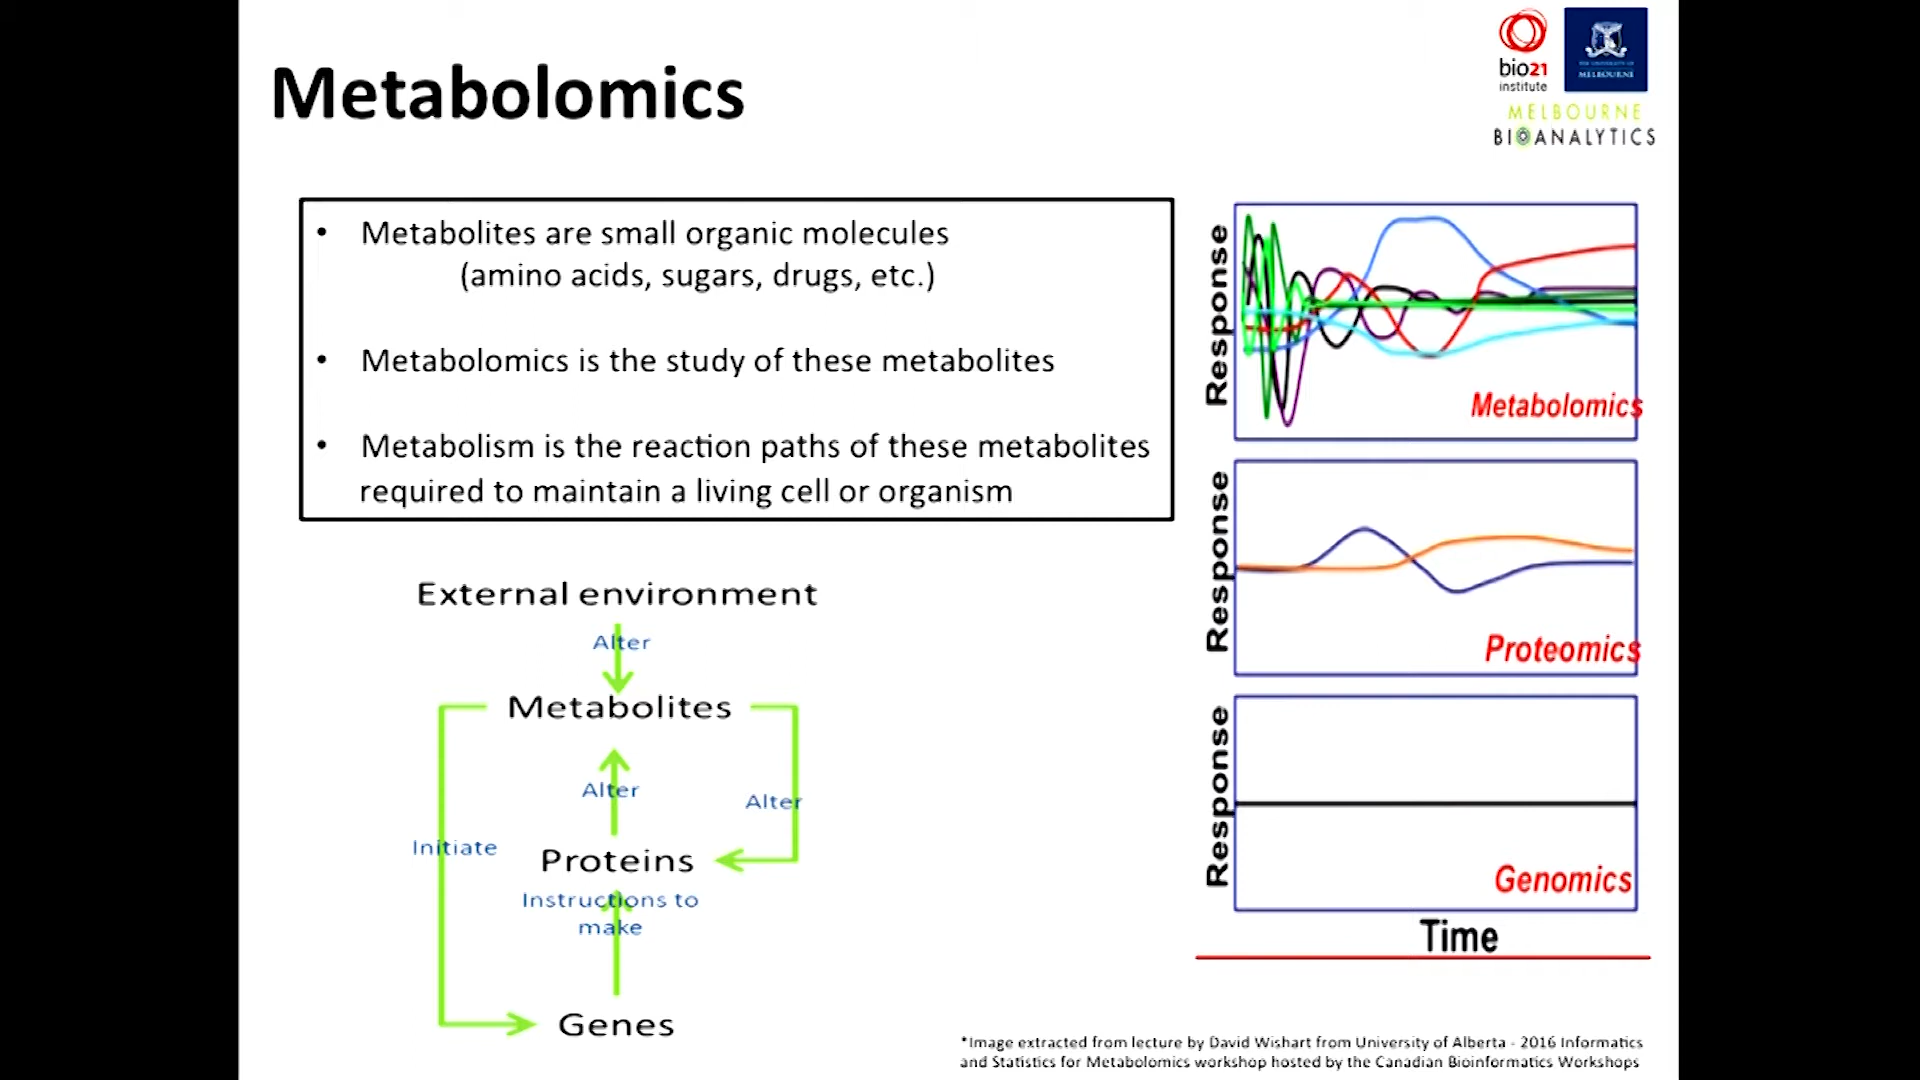 Metabolomics
bio21
institute
THE UNIVERSITY OF
MELBOURNE
MELBOURNE
BIOANALYTICS
• Metabolites are small organic molecules
(amino acids, sugars, drugs, etc.)
• Metabolomics is the study of these metabolites
• Metabolism is the reaction paths of these metabolites
required to maintain a living cell or organism
External environment
Alter
Metabolites
Alter
Alter
Initiate
Proteins
Instructions to
make
Genes
Response
Metabolomics
Response
Proteomics
Response
Genomics
Time
*Image extracted from lecture by David Wishart from University of Alberta - 2016 Informatics
and Statistics for Metabolomics workshop hosted by the Canadian Bioinformatics Workshops